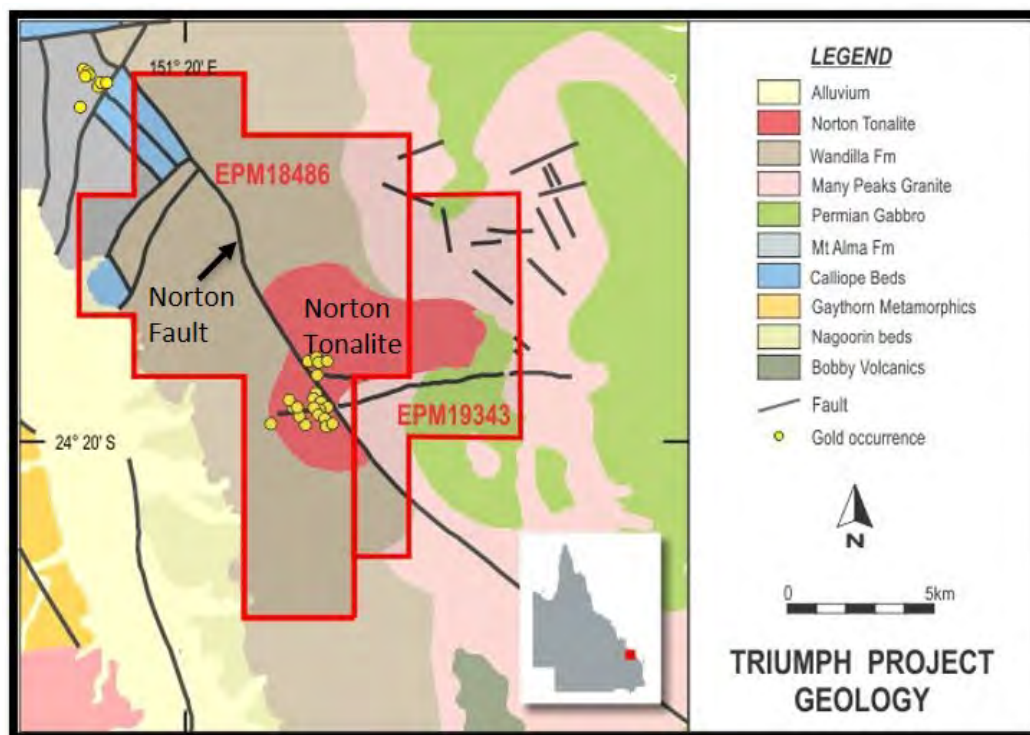 151° 20' E
EPM18486
Norton
Fault
Norton
Tonalite
EPM19343
24° 20' S
LEGEND
Alluvium
Norton Tonalite
Wandilla Fm
Many Peaks Granite
Permian Gabbro
Mt Alma Fm
Calliope Beds
Gaythorn Metamorphics
Nagoorin beds
Bobby Volcanics
Fault
Gold occurrence
N
0 5km
TRIUMPH PROJECT
GEOLOGY